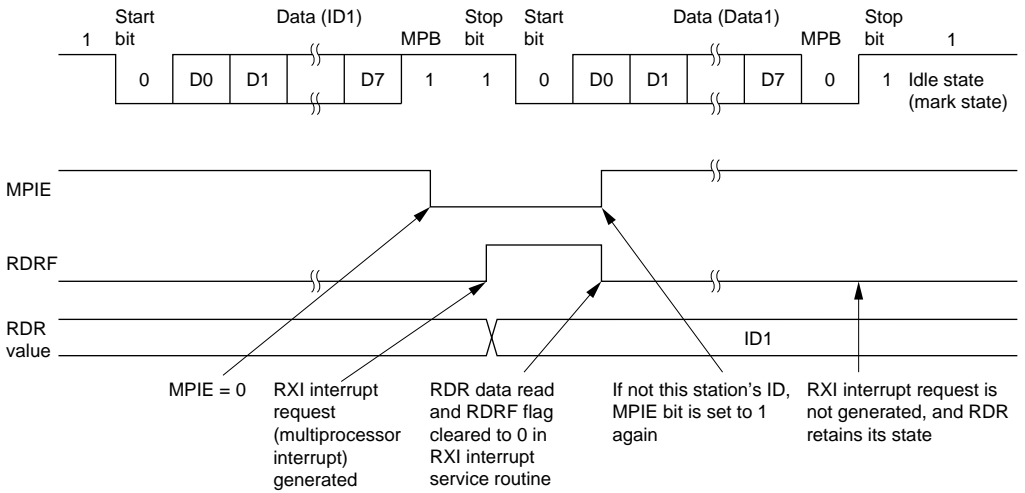 Start Data (ID1) Stop Start Data (Data1) Stop
1 bit MPB bit bit MPB bit 1
0 D0 D1 D7 1 1 0 D0 D1 D7 0 1 Idle state
(mark state)
MPIE
RDRF
RDR
value
ID1
MPIE = 0
RXI interrupt
request
(multiprocessor
interrupt)
generated
RDR data read
and RDRF flag
cleared to 0 in
RXI interrupt
service routine
If not this station's ID,
MPIE bit is set to 1
again
RXI interrupt request is
not generated, and RDR
retains its state